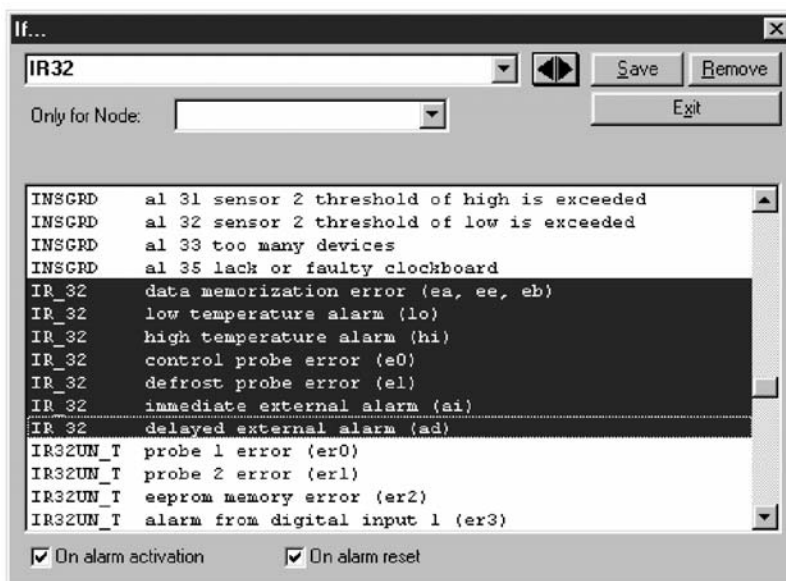 If...
IR32
Save
Remove
Only for Node:
Exit
INSGRD al 31 sensor 2 threshold of high is exceeded
INSGRD al 32 sensor 2 threshold of low is exceeded
INSGRD al 33 too many devices
INSGRD al 35 lack or faulty clockboard
IR_32 data memorization error (ea, ee, eb)
IR_32 low temperature alarm (lo)
IR_32 high temperature alarm (hi)
IR_32 control probe error (e0)
IR_32 defrost probe error (e1)
IR_32 immediate external alarm (ai)
IR_32 delayed external alarm (ad)
IR32UN_T probe 1 error (er0)
IR32UN_T probe 2 error (er1)
IR32UN_T eeprom memory error (er2)
IR32UN_T alarm from digital input 1 (er3)
On alarm activation
On alarm reset